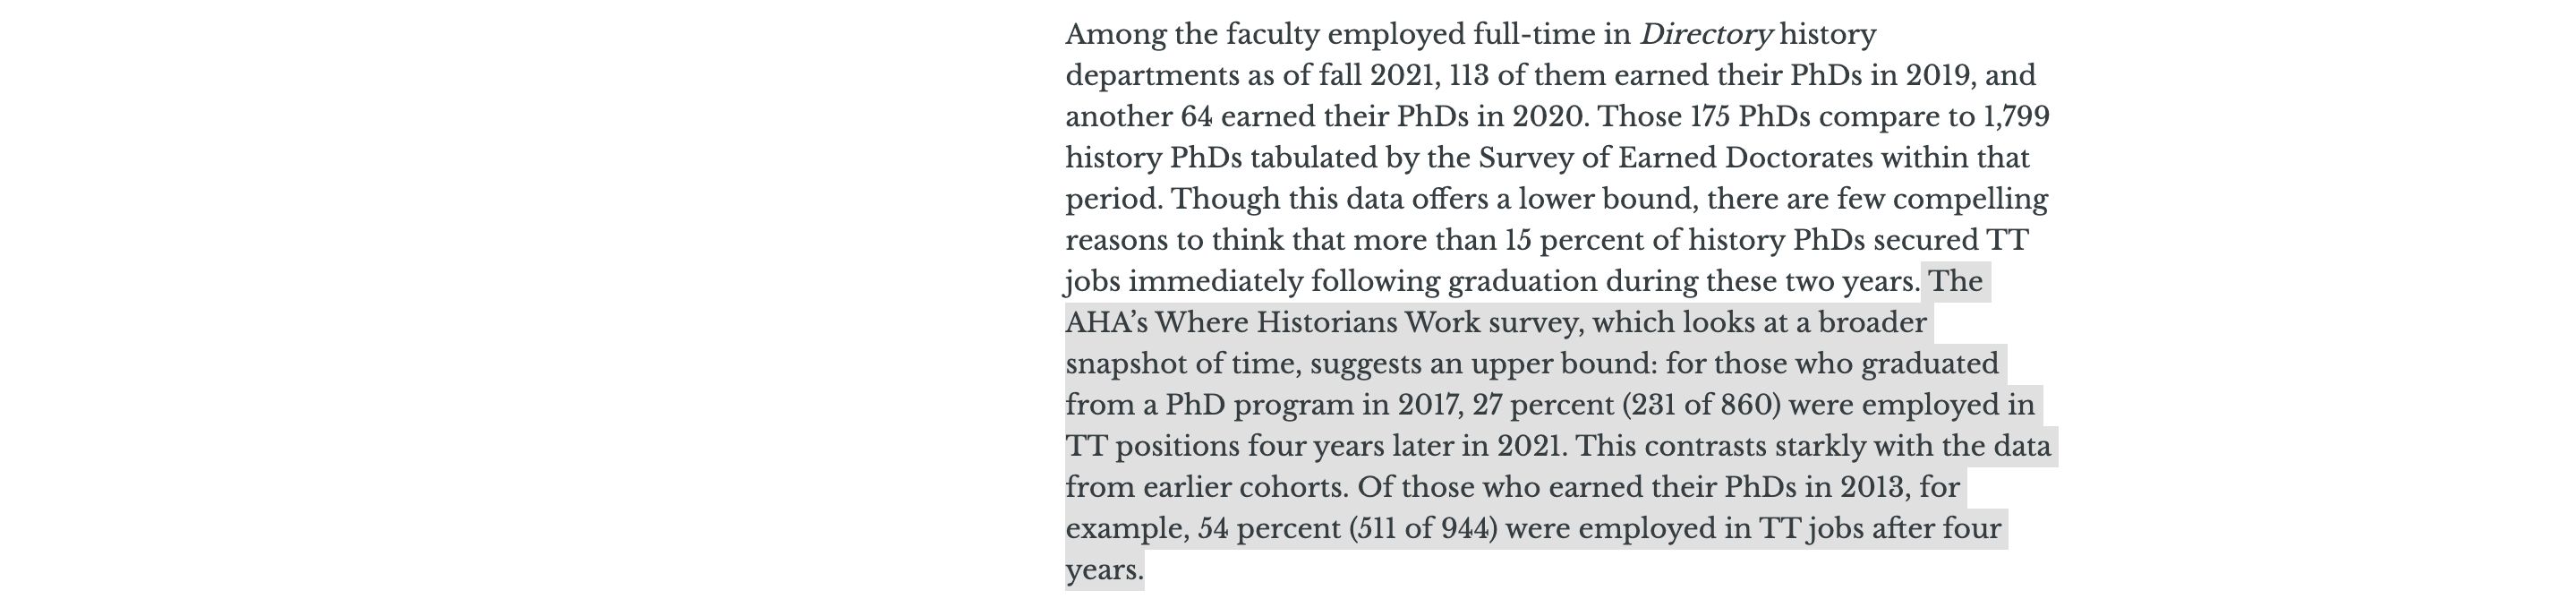 Among the faculty employed full-time in Directory history
departments as of fall 2021, 113 of them earned their PhDs in 2019, and
another 64 earned their PhDs in 2020. Those 175 PhDs compare to 1,799
history PhDs tabulated by the Survey of Earned Doctorates within that
period. Though this data offers a lower bound, there are few compelling
reasons to think that more than 15 percent of history PhDs secured TT
jobs immediately following graduation during these two years. The
AHA’s Where Historians Work survey, which looks at a broader
snapshot of time, suggests an upper bound: for those who graduated
from a PhD program in 2017, 27 percent (231 of 860) were employed in
TT positions four years later in 2021. This contrasts starkly with the data
from earlier cohorts. Of those who earned their PhDs in 2013, for
example, 54 percent (511 of 944) were employed in TT jobs after four
years.